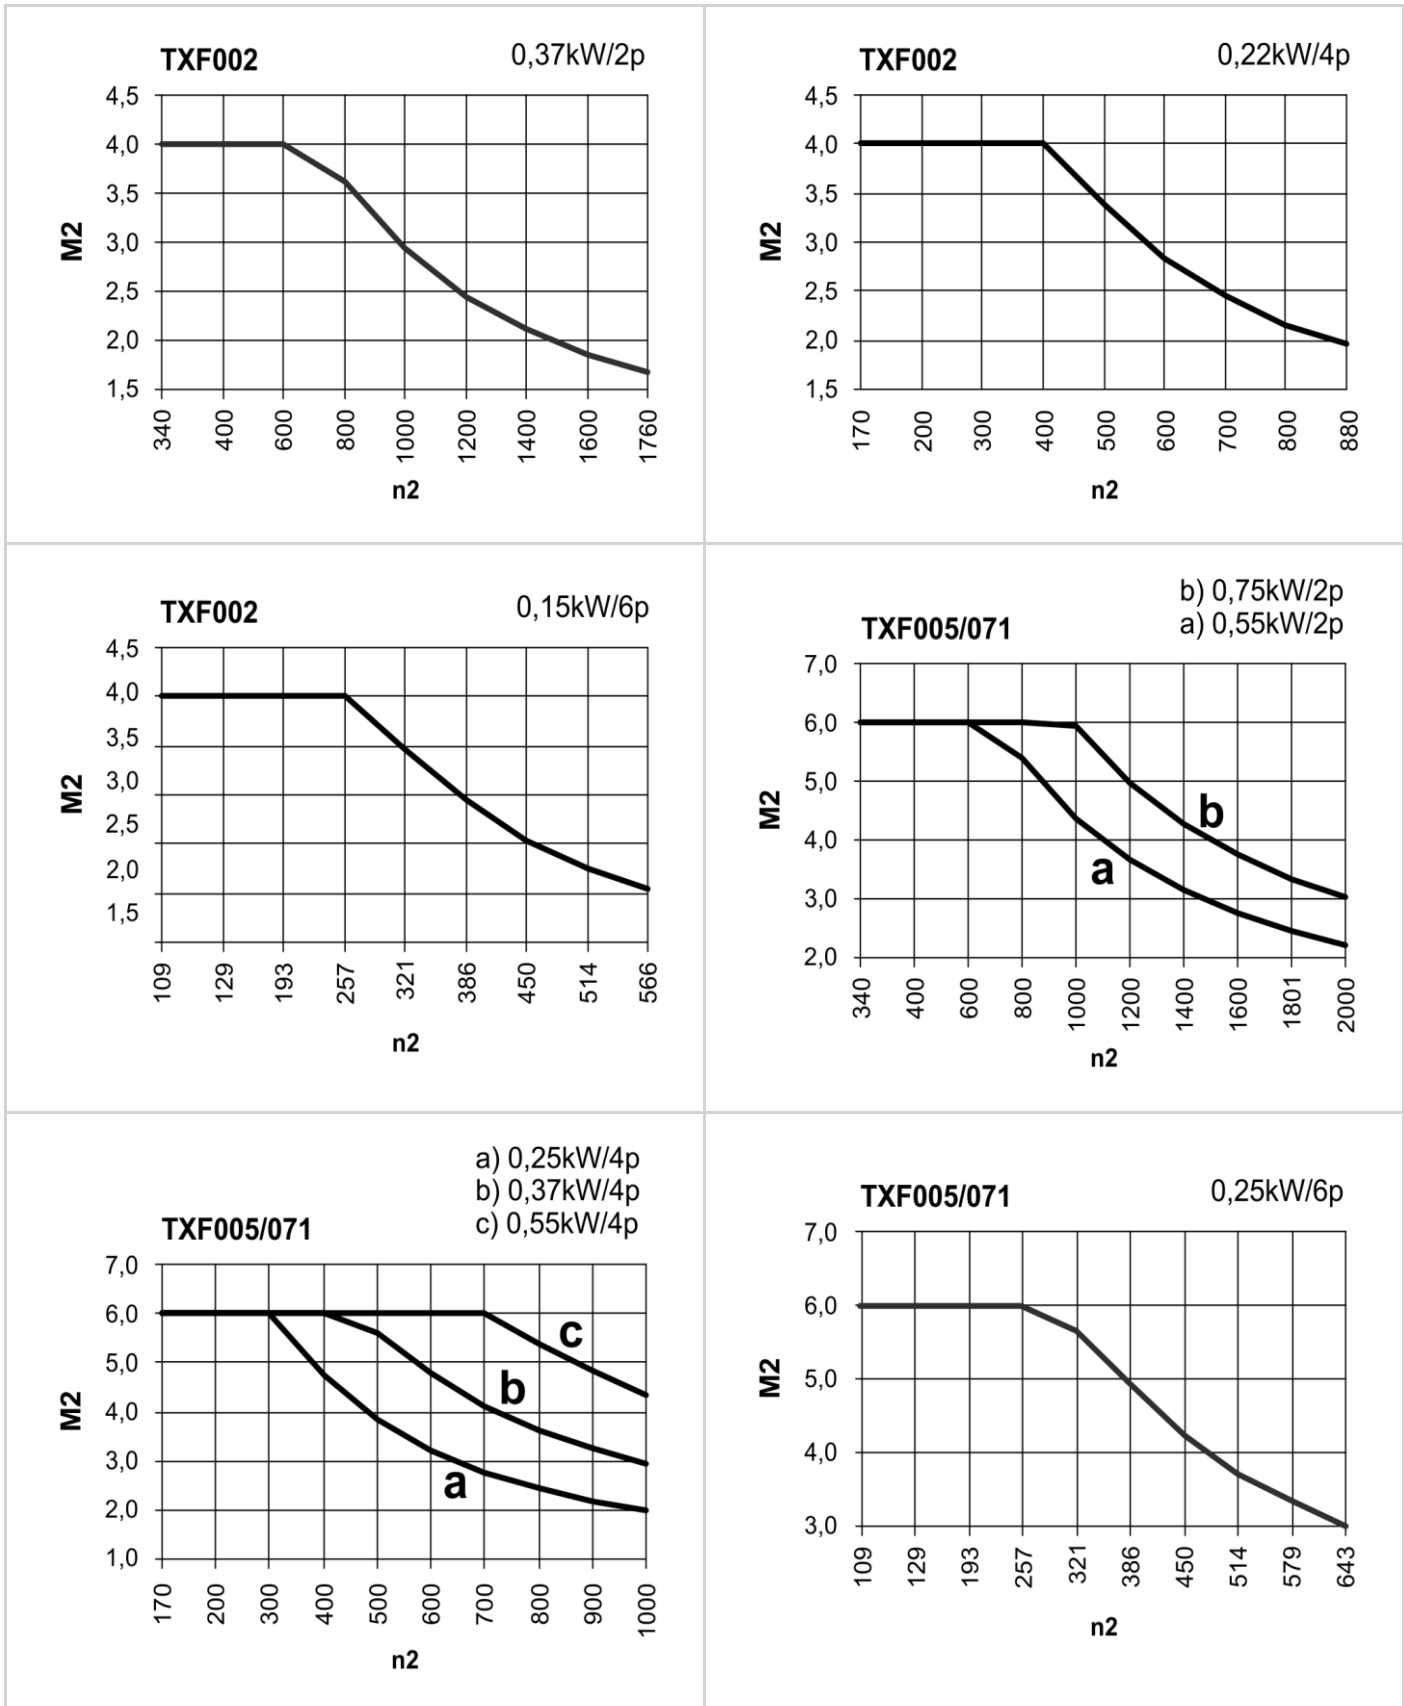 TXF002 0,37kW/2p
4,5
4,0
3,5
3,0
2,5
2,0
1,5
M2
340 400 600 800 1000 1200 1400 1600 1760
n2
TXF002 0,22kW/4p
4,5
4,0
3,5
3,0
2,5
2,0
1,5
M2
170 200 300 400 500 600 700 800 880
n2
TXF002 0,15kW/6p
4,5
4,0
3,5
3,0
2,5
2,0
1,5
M2
109 129 193 257 321 386 450 514 566
n2
b) 0,75kW/2p
a) 0,55kW/2p
TXF005/071
7,0
6,0
5,0
4,0
3,0
2,0
M2
b
a
340 400 600 800 1000 1200 1400 1600 1801 2000
n2
a) 0,25kW/4p
b) 0,37kW/4p
c) 0,55kW/4p
TXF005/071
7,0
6,0
5,0
4,0
3,0
2,0
1,0
M2
c
b
a
170 200 300 400 500 600 700 800 900 1000
n2
TXF005/071 0,25kW/6p
7,0
6,0
5,0
4,0
3,0
M2
109 129 193 257 321 386 450 514 579 643
n2